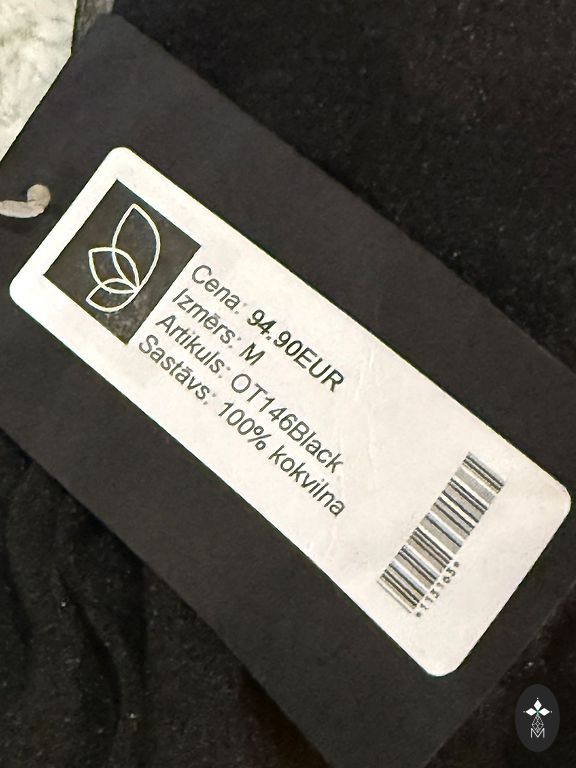 Cena: 94.90EUR
Izmērs: M
Artikuls: OT146Black
Sastāvs: 100% kokvilna
M